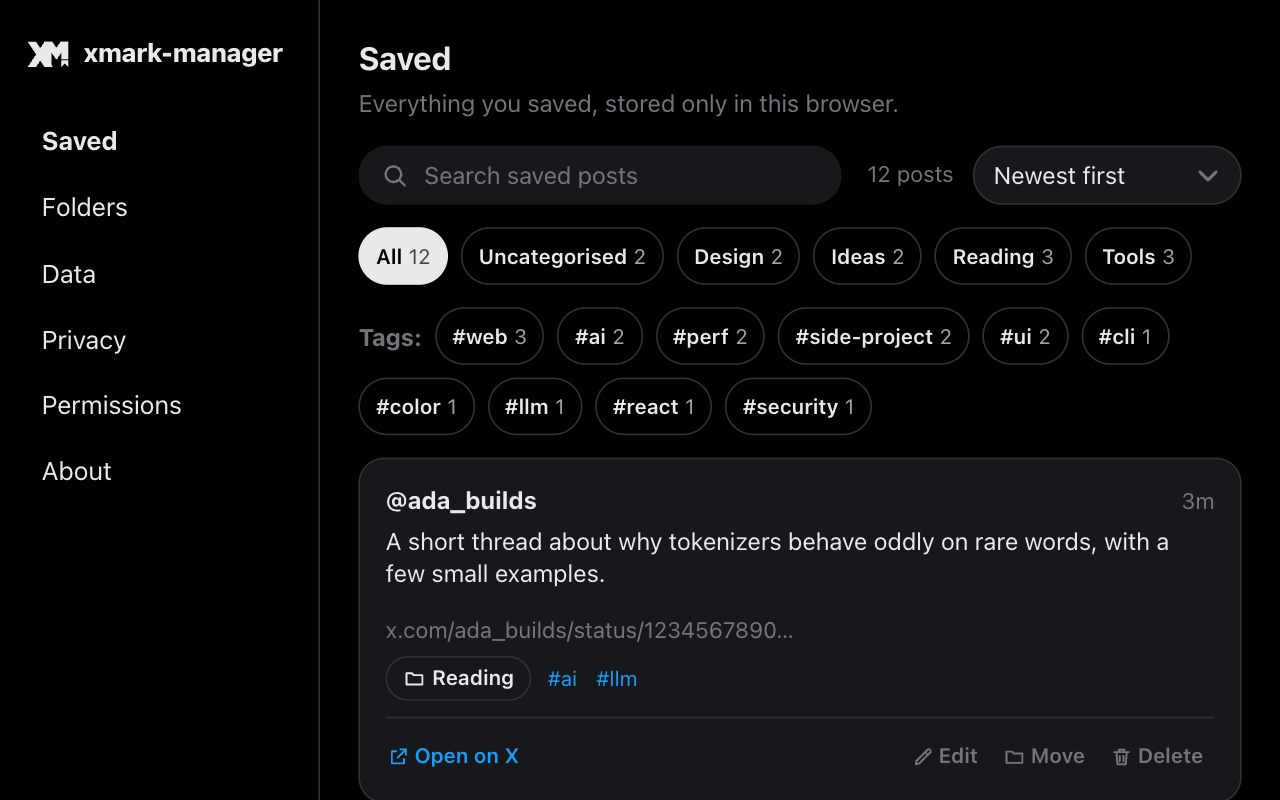 XM xmark-manager
Saved
Folders
Data
Privacy
Permissions
About
Saved
Everything you saved, stored only in this browser.
Search saved posts
12 posts
Newest first
All 12
Uncategorised 2
Design 2
Ideas 2
Reading 3
Tools 3
Tags:
#web 3
#ai 2
#perf 2
#side-project 2
#ui 2
#cli 1
#color 1
#llm 1
#react 1
#security 1
@ada_builds
3m
A short thread about why tokenizers behave oddly on rare words, with a
few small examples.
x.com/ada_builds/status/1234567890…
Reading
#ai
#llm
Open on X
Edit
Move
Delete